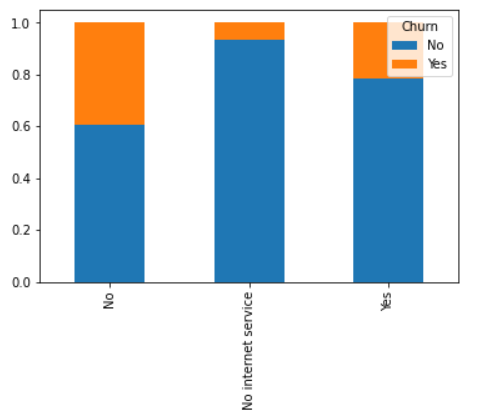 1.0
0.8
0.6
0.4
0.2
0.0
Churn
No
Yes
No
No internet service
Yes